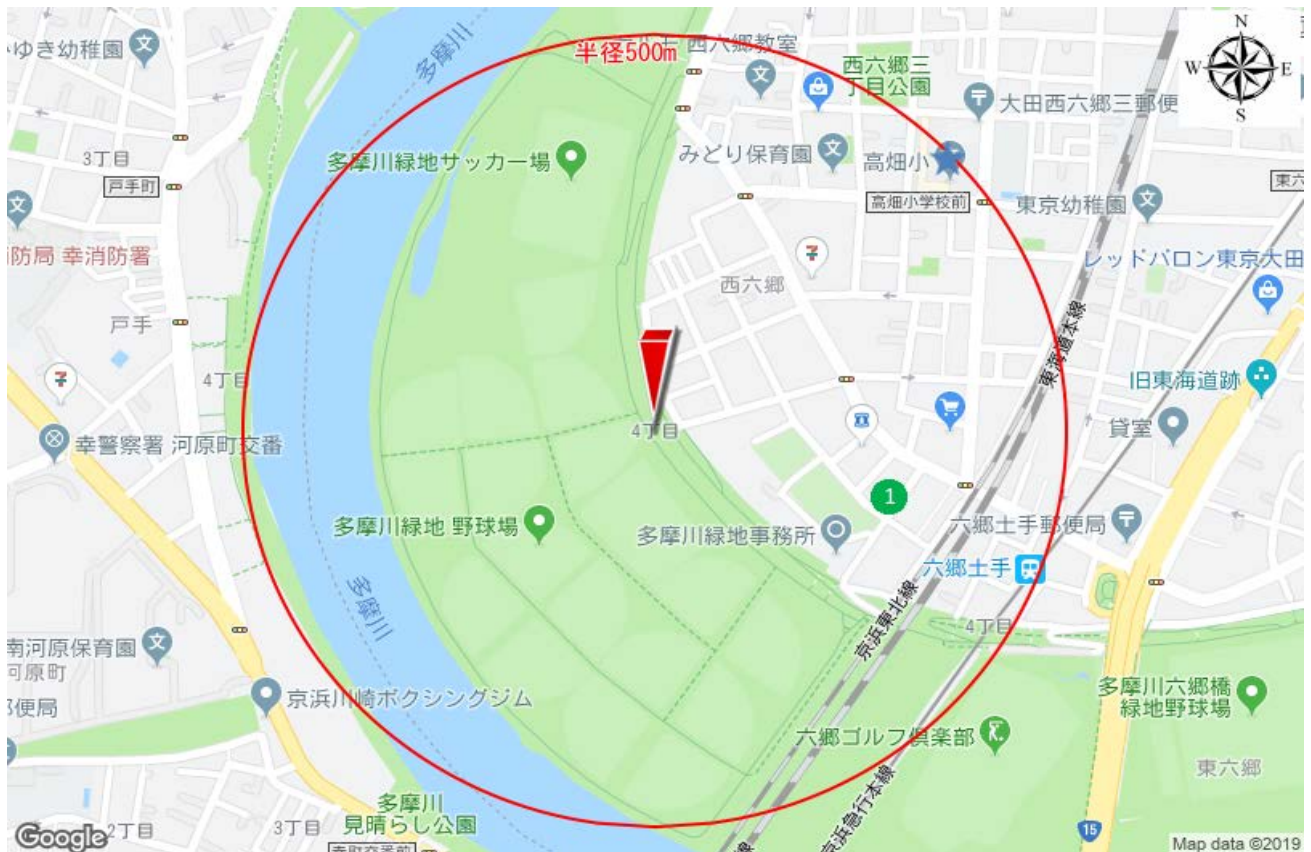 N
W
E
S
半径500m
西六郷教室
ゆき幼稚園
多摩川
西六郷三
丁目公園
大田西六郷三郵便
3丁目
戸手町
多摩川緑地サッカー場
みどり保育園
高畑小
高畑小学校前
東京幼稚園
東六
防局 幸消防署
レッドバロン東京大田
西六郷
戸手
東海道本線
4丁目
旧東海道跡
幸警察署 河原町交番
4丁目
貸室
1
多摩川緑地 野球場
多摩川緑地事務所
六郷土手郵便局
六郷土手
多摩川
京浜東北線
4丁目
南河原保育園
河原町
便局
京浜川崎ボクシングジム
多摩川六郷橋
緑地野球場
六郷ゴルフ倶楽部
東六郷
京浜急行本線
多摩川
見晴らし公園
Google
2丁目
3丁目
幸町交番前
15
Map data ©2019